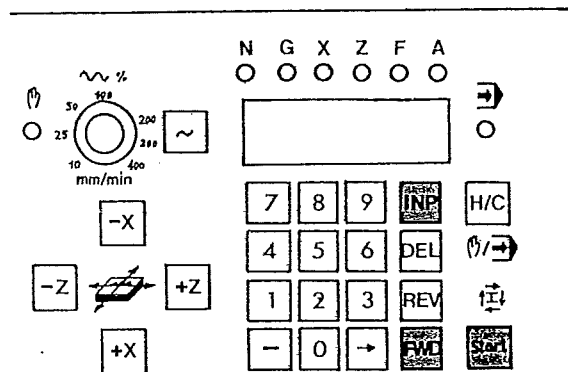 N G X Z F A
%
100
50
200
25
200
10
400
mm/min
~
-X
-Z
+Z
+X
7 8 9 INP H/C
4 5 6 DEL
/
1 2 3 REV
- 0 → FWD Start